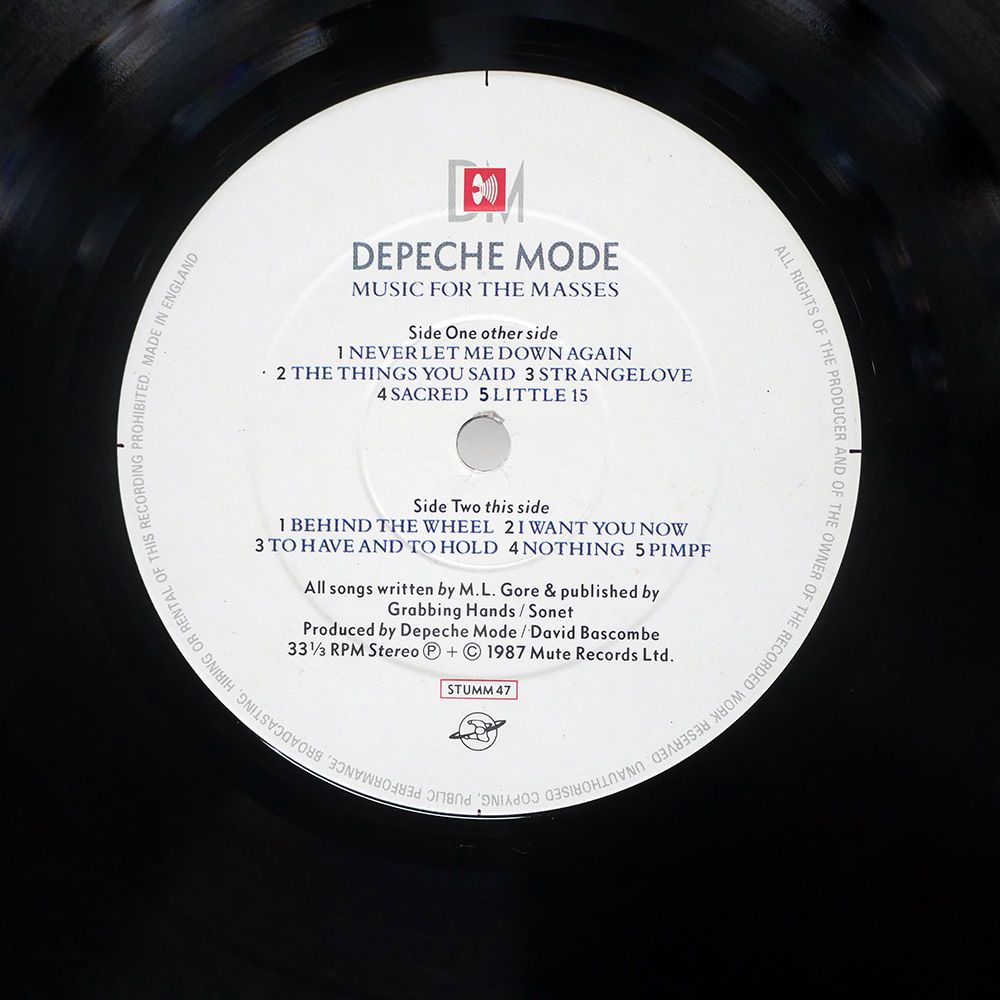 DM
DEPECHE MODE
MUSIC FOR THE MASSES
Side One other side
1 NEVER LET ME DOWN AGAIN
2 THE THINGS YOU SAID 3 STRANGELOVE
4 SACRED 5 LITTLE 15
Side Two this side
1 BEHIND THE WHEEL 2 I WANT YOU NOW
3 TO HAVE AND TO HOLD 4 NOTHING 5 PIMPF
All songs written by M.L. Gore & published by
Grabbing Hands / Sonet
Produced by Depeche Mode / David Bascombe
33⅓ RPM Stereo Ⓟ + © 1987 Mute Records Ltd.
STUMM 47
ALL RIGHTS OF THE PRODUCER AND OF THE OWNER OF THE RECORDED WORK RESERVED. UNAUTHORISED COPYING, PUBLIC PERFORMANCE, BROADCASTING, HIRING OR RENTAL OF THIS RECORDING PROHIBITED. MADE IN ENGLAND